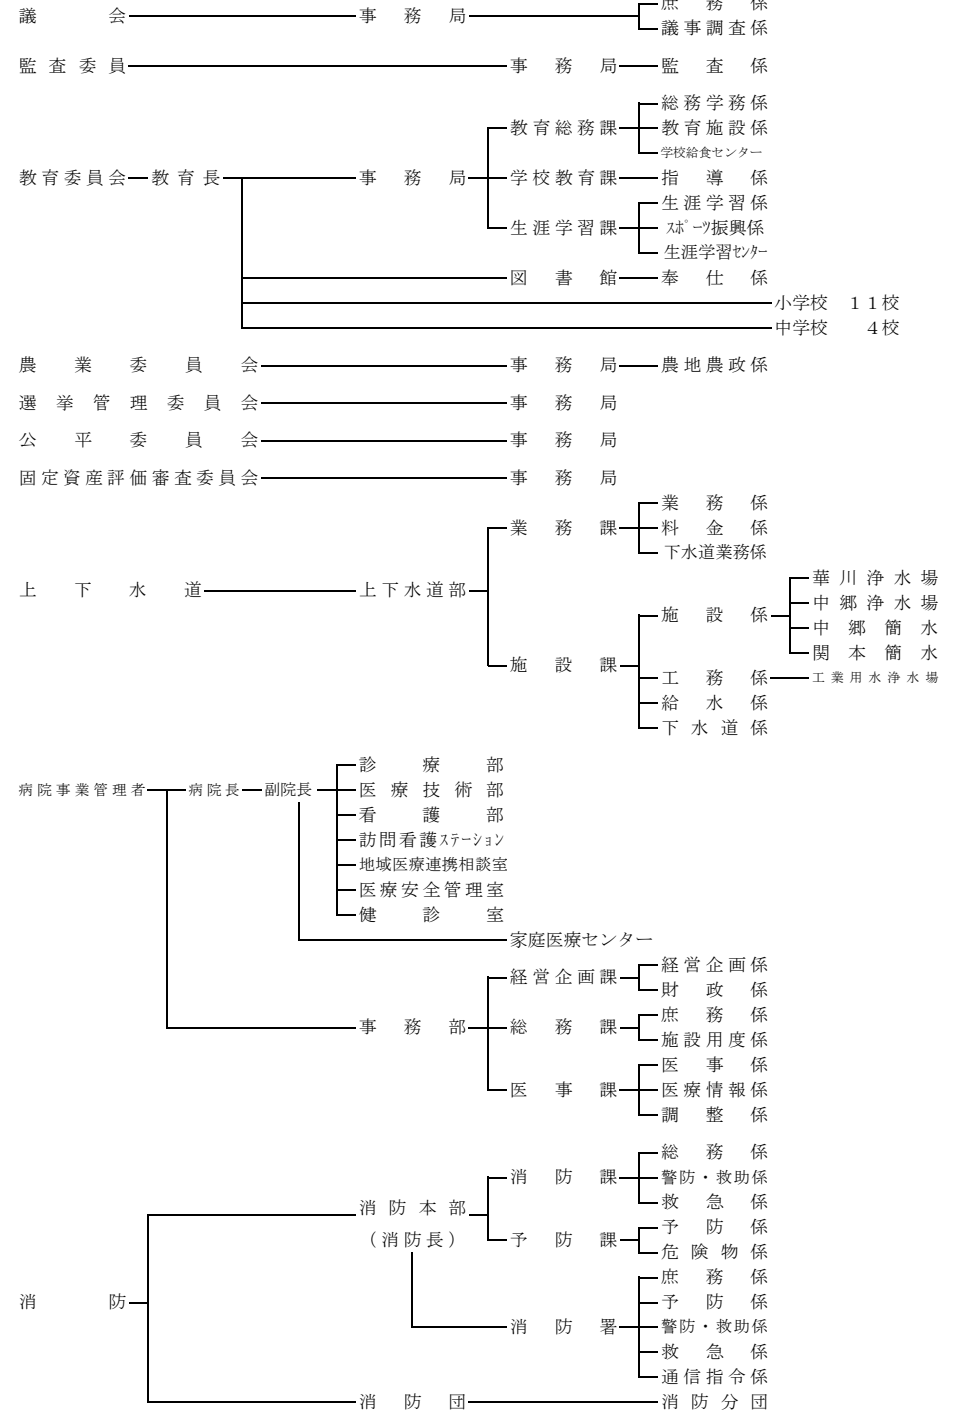 庶務係
議会 事務局
議事調査係
監査委員 事務局 監査係
総務学務係
教育総務課 教育施設係
学校給食センター
教育委員会 教育長 事務局 学校教育課 指導係
生涯学習係
生涯学習課 スポーツ振興係
生涯学習センター
図書館 奉仕係
小学校 11校
中学校 4校
農業委員会 事務局 農地農政係
選挙管理委員会 事務局
公平委員会 事務局
固定資産評価審査委員会 事務局
業務係
業務課 料金係
下水道業務係
華川浄水場
上下水道 上下水道部
中郷浄水場
施設係
中郷簡水
関本簡水
施設課
工務係 工業用水浄水場
給水係
下水道係
診療部
病院事業管理者 病院長 副院長 医療技術部
看護部
訪問看護ステーション
地域医療連携相談室
医療安全管理室
健診室
家庭医療センター
経営企画係
経営企画課
財政係
庶務係
事務部 総務課
施設用度係
医事係
医事課 医療情報係
調整係
総務係
消防課 警防・救助係
救急係
消防本部
予防係
(消防長) 予防課
危険物係
庶務係
消防 予防係
消防署 警防・救助係
救急係
通信指令係
消防団 消防分団